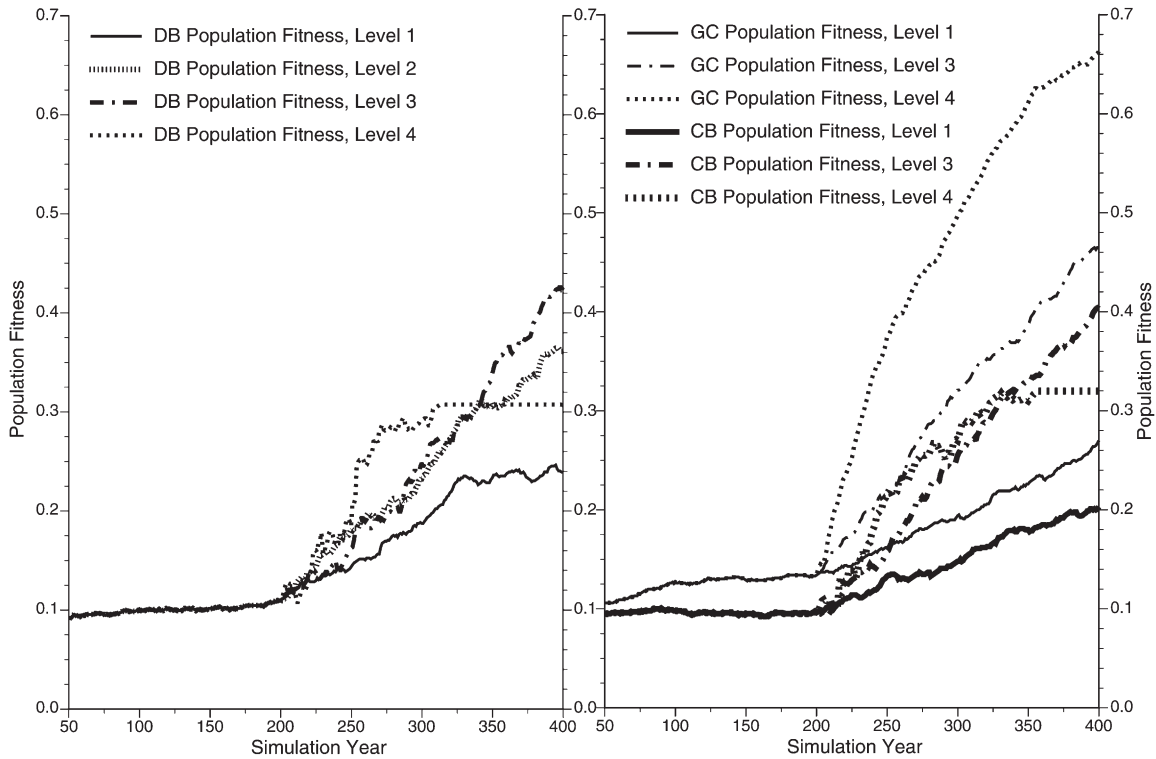 0.7
0.6
0.5
0.4
0.3
0.2
0.1
0.0
Population Fitness
DB Population Fitness, Level 1
DB Population Fitness, Level 2
DB Population Fitness, Level 3
DB Population Fitness, Level 4
50 100 150 200 250 300 350 400
Simulation Year
0.7
0.6
0.5
0.4
0.3
0.2
0.1
0.0
GC Population Fitness, Level 1
GC Population Fitness, Level 3
GC Population Fitness, Level 4
CB Population Fitness, Level 1
CB Population Fitness, Level 3
CB Population Fitness, Level 4
50 100 150 200 250 300 350 400
Simulation Year
0.7
0.6
0.5
0.4
0.3
0.2
0.1
0.0
Population Fitness